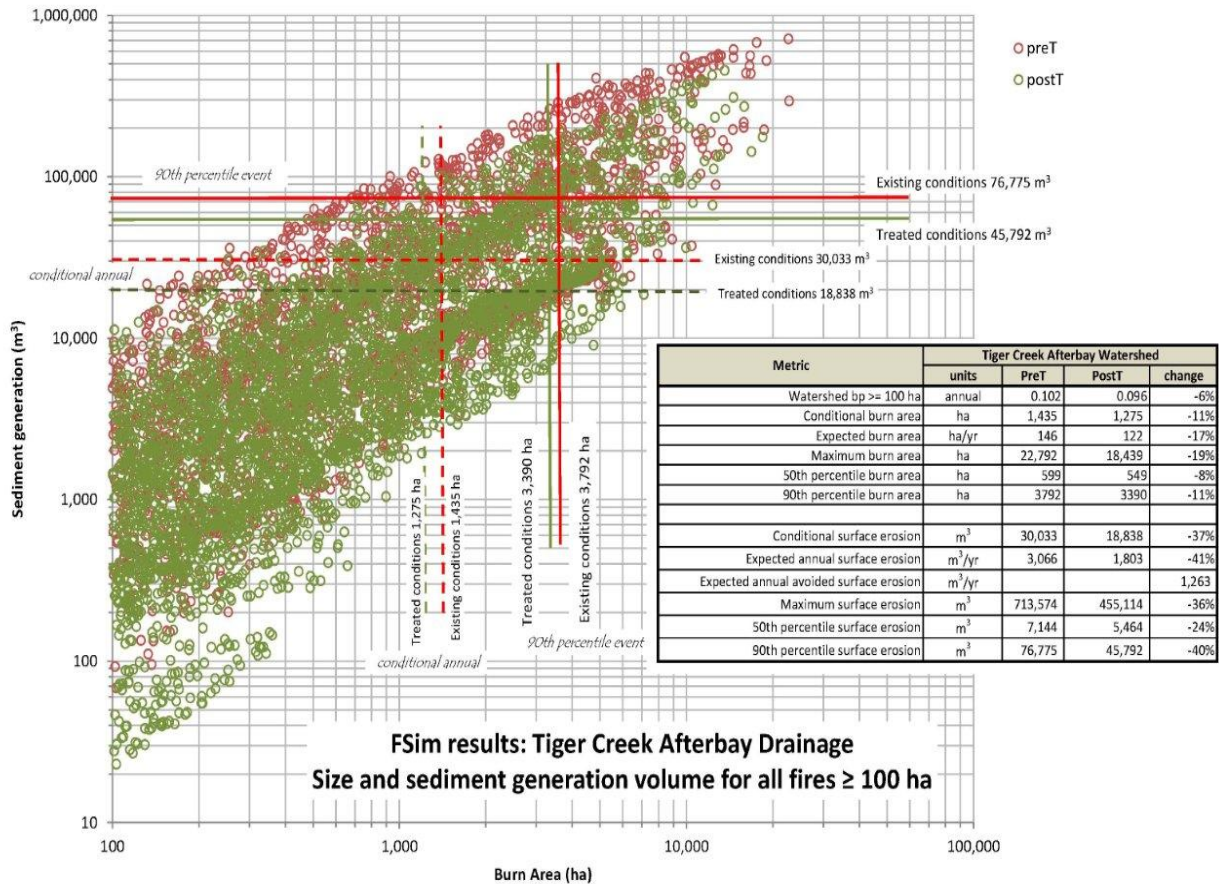 1,000,000
100,000
10,000
1,000
100
10
Sediment generation (m³)
100
1,000
10,000
100,000
Burn Area (ha)
preT
postT
90th percentile event
conditional annual
Existing conditions 76,775 m³
Treated conditions 45,792 m³
Existing conditions 30,033 m³
Treated conditions 18,838 m³
Treated conditions 1,275 ha
Existing conditions 1,435 ha
Treated conditions 3,390 ha
Existing conditions 3,792 ha
90th percentile event
conditional annual
Metric Tiger Creek Afterbay Watershed
units PreT PostT change
Watershed bp >= 100 ha annual 0.102 0.096 -6%
Conditional burn area ha 1,435 1,275 -11%
Expected burn area ha/yr 146 122 -17%
Maximum burn area ha 22,792 18,439 -19%
50th percentile burn area ha 599 549 -8%
90th percentile burn area ha 3792 3390 -11%
Conditional surface erosion m³ 30,033 18,838 -37%
Expected annual surface erosion m³/yr 3,066 1,803 -41%
Expected annual avoided surface erosion m³/yr 1,263
Maximum surface erosion m³ 713,574 455,114 -36%
50th percentile surface erosion m³ 7,144 5,464 -24%
90th percentile surface erosion m³ 76,775 45,792 -40%
FSim results: Tiger Creek Afterbay Drainage
Size and sediment generation volume for all fires ≥ 100 ha